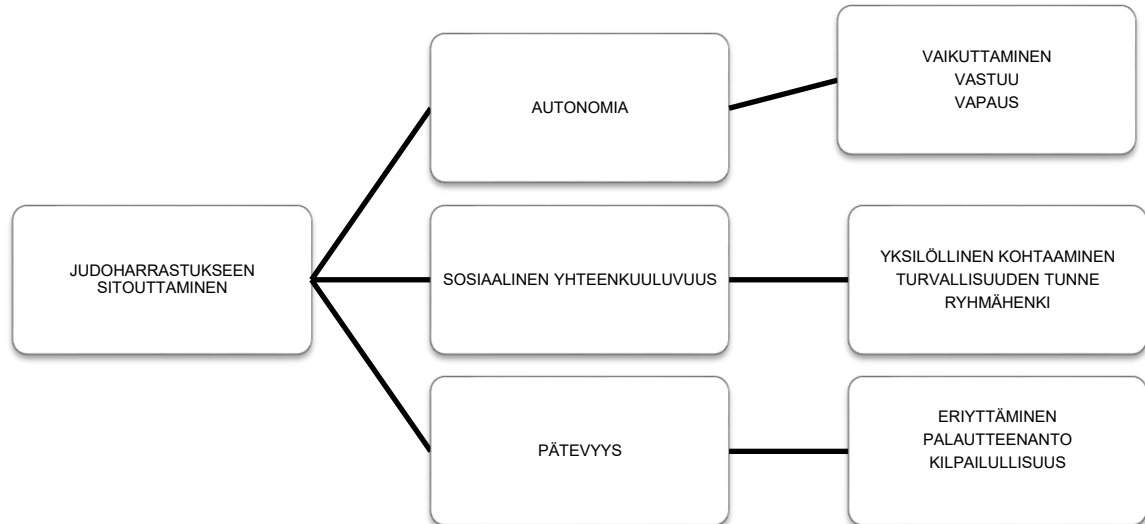 JUDOHARRASTUKSEEN
SITOUTTAMINEN
AUTONOMIA
VAIKUTTAMINEN
VASTUU
VAPAUS
SOSIAALINEN YHTEENKUULUVUUS
YKSILÖLLINEN KOHTAAMINEN
TURVALLISUUDEN TUNNE
RYHMÄHENKI
PÄTEVYYS
ERIYTTÄMINEN
PALAUTTEENANTO
KILPAILULLISUUS